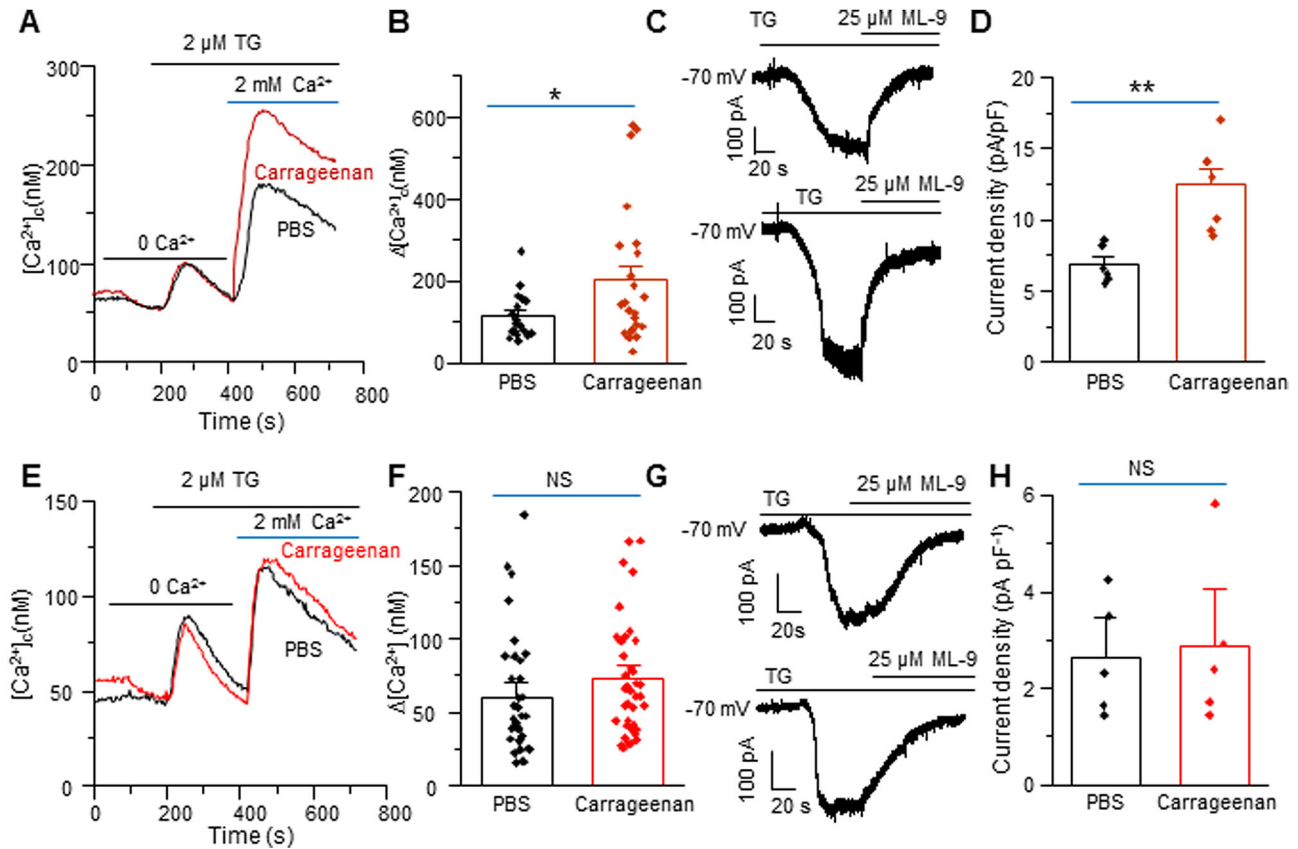 A
2 µM TG
2 mM Ca²⁺
300
200
100
0
[Ca²⁺]c(nM)
Carrageenan
PBS
0 Ca²⁺
0 200 400 600 800
Time (s)
B
*
600
400
200
0
Δ[Ca²⁺]c(nM)
PBS Carrageenan
C
TG
25 µM ML-9
-70 mV
100 pA
20 s
25 µM ML-9
TG
-70 mV
100 pA
20 s
D
**
20
15
10
5
0
Current density (pA/pF)
PBS Carrageenan
E
2 µM TG
2 mM Ca²⁺
150
100
50
0
[Ca²⁺]c(nM)
Carrageenan
0 Ca²⁺
PBS
0 200 400 600 800
Time (s)
F
NS
200
150
100
50
0
Δ[Ca²⁺]c (nM)
PBS Carrageenan
G
25 µM ML-9
TG
-70 mV
100 pA
20s
25 µM ML-9
TG
-70 mV
100 pA
20 s
H
NS
6
4
2
0
Current density (pA pF⁻¹)
PBS Carrageenan